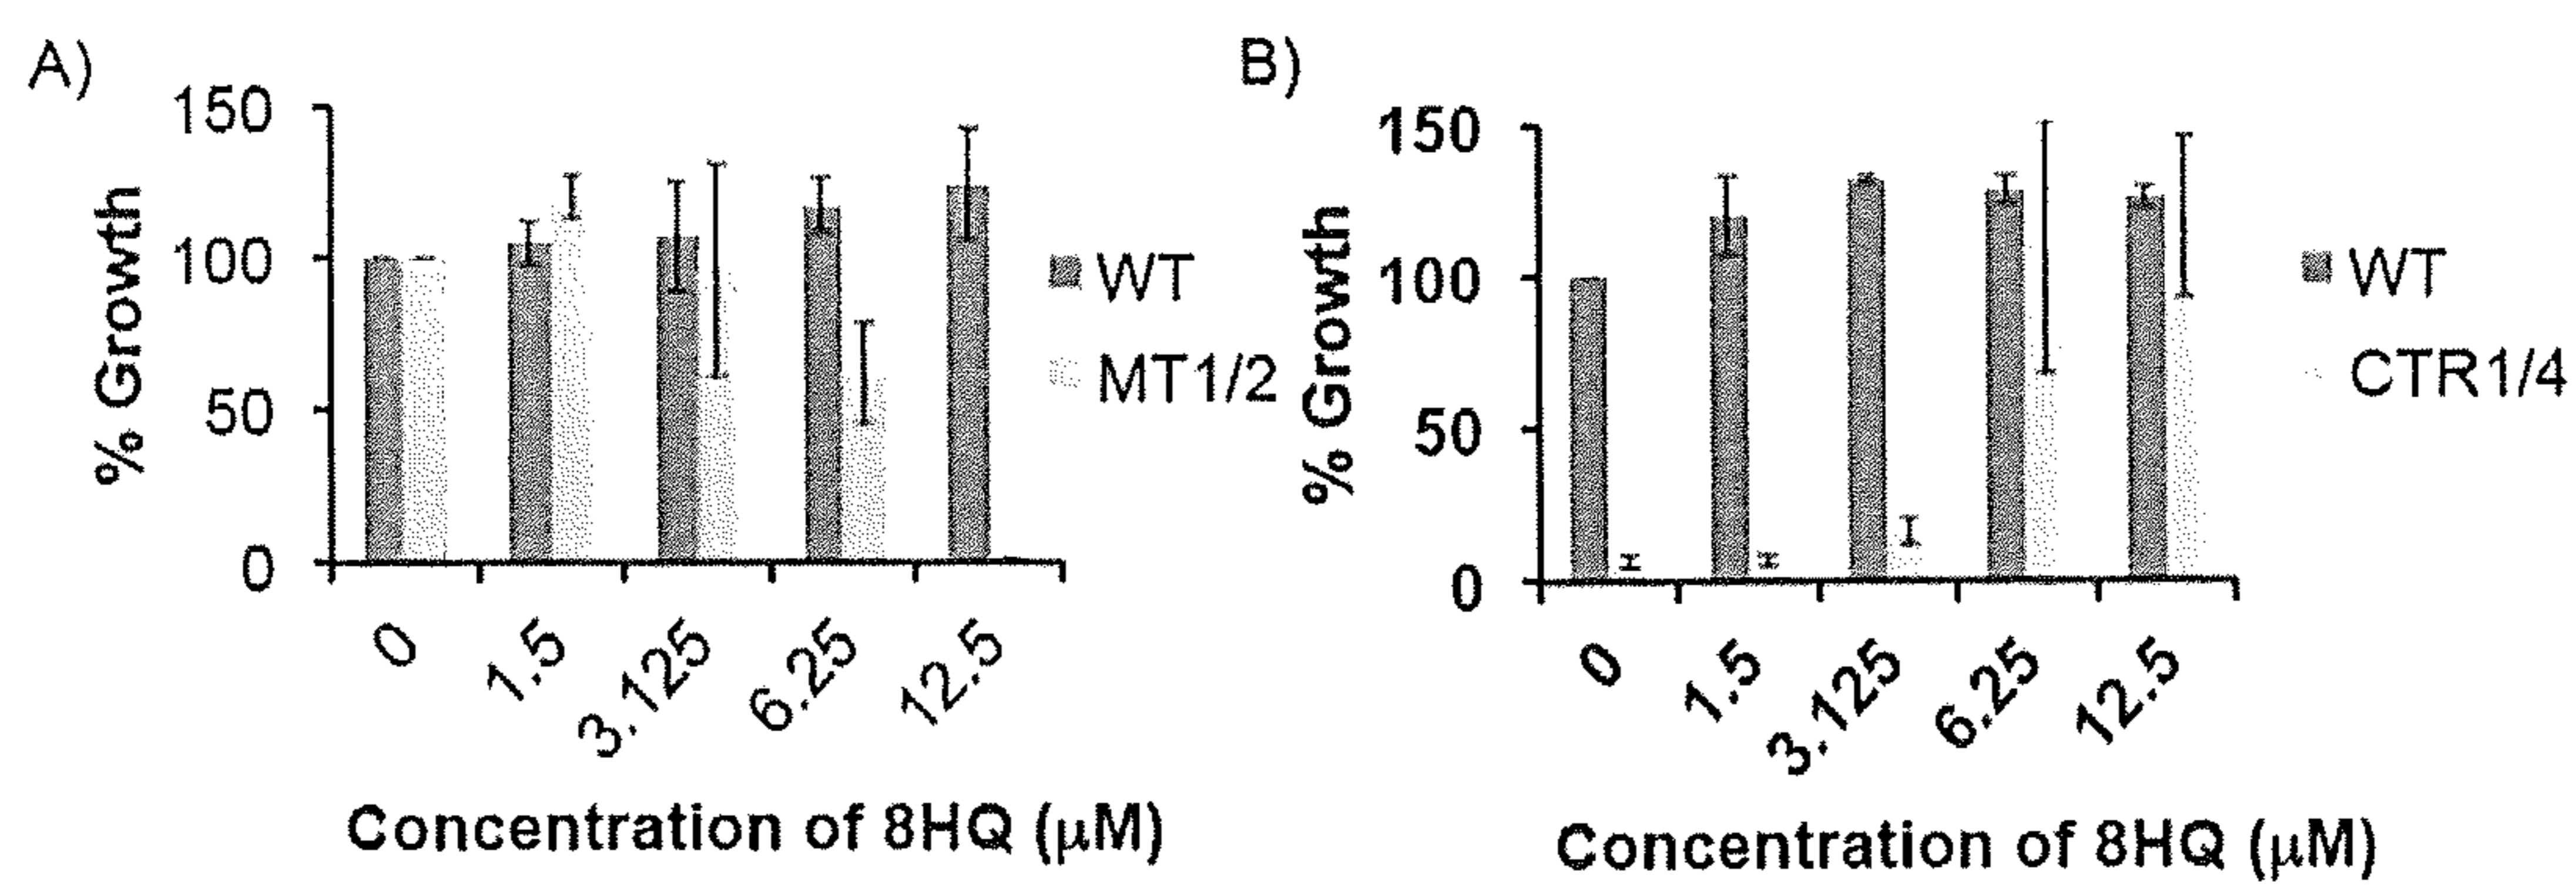 A)
150
100
50
0
% Growth
WT
MT1/2
0
1.5
3.125
6.25
12.5
Concentration of 8HQ (μM)
B)
150
100
50
0
% Growth
WT
CTR1/4
0
1.5
3.125
6.25
12.5
Concentration of 8HQ (μM)